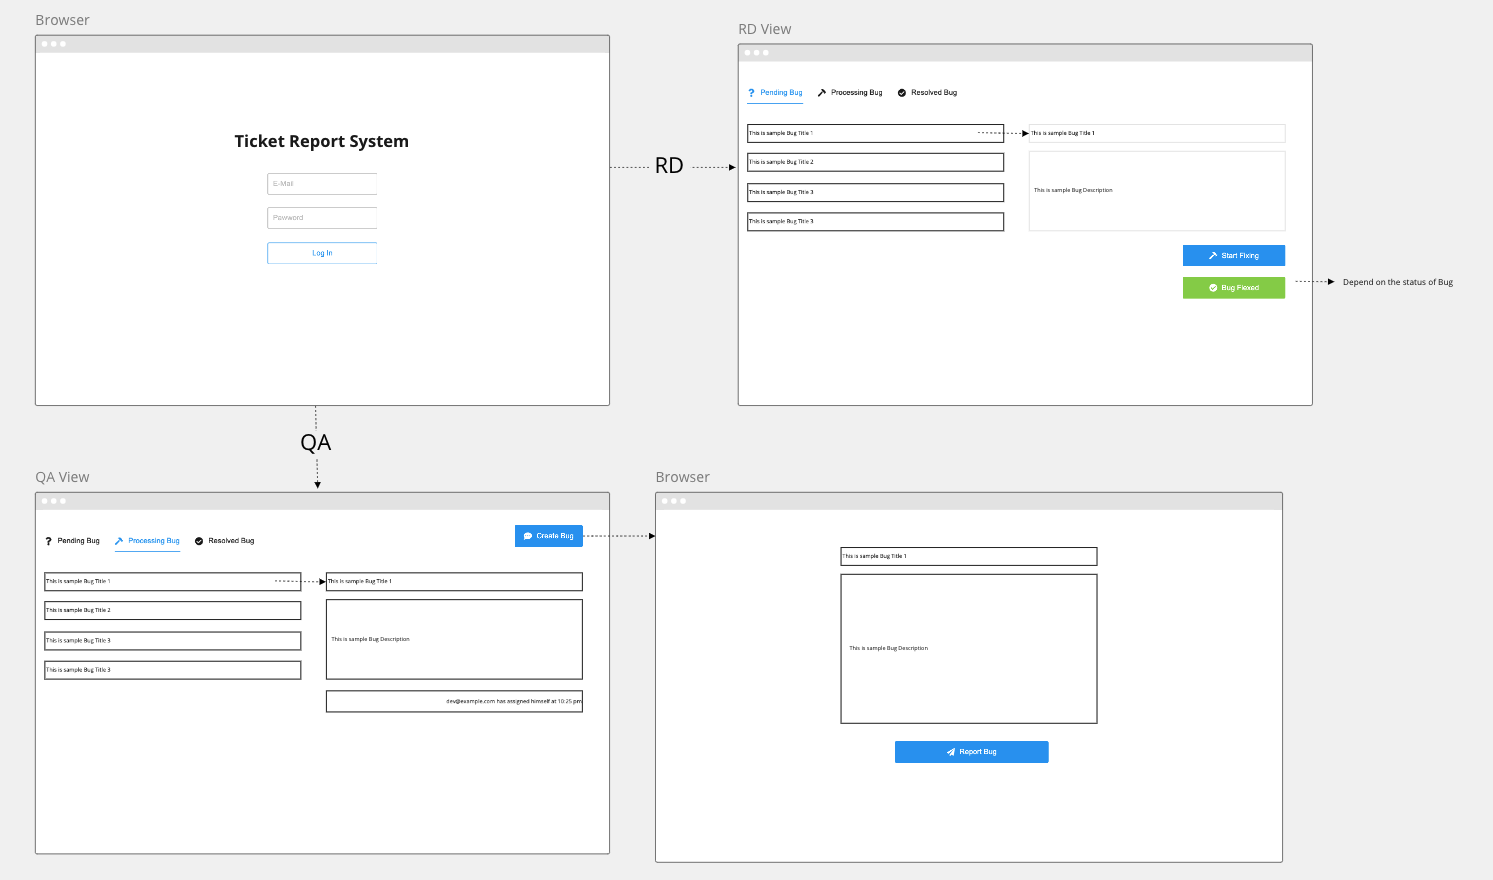 Browser
Ticket Report System
E-Mail
Log In
RD
RD View
Pending Bug Processing Bug Resolved Bug
This is sample Bug Title 1
This is sample Bug Title 2
This is sample Bug Title 3
This is sample Bug Title 3
This is sample Bug Title 1
This is sample Bug Description
Start Fixing
Bug Fiexed
Depend on the status of Bug
QA
QA View
Pending Bug Processing Bug Resolved Bug
Create Bug
This is sample Bug Title 1
This is sample Bug Title 2
This is sample Bug Title 3
This is sample Bug Title 3
This is sample Bug Title 1
This is sample Bug Description
dev@example.com has assigned himself at 10:25 pm
Browser
This is sample Bug Title 1
This is sample Bug Description
Report Bug